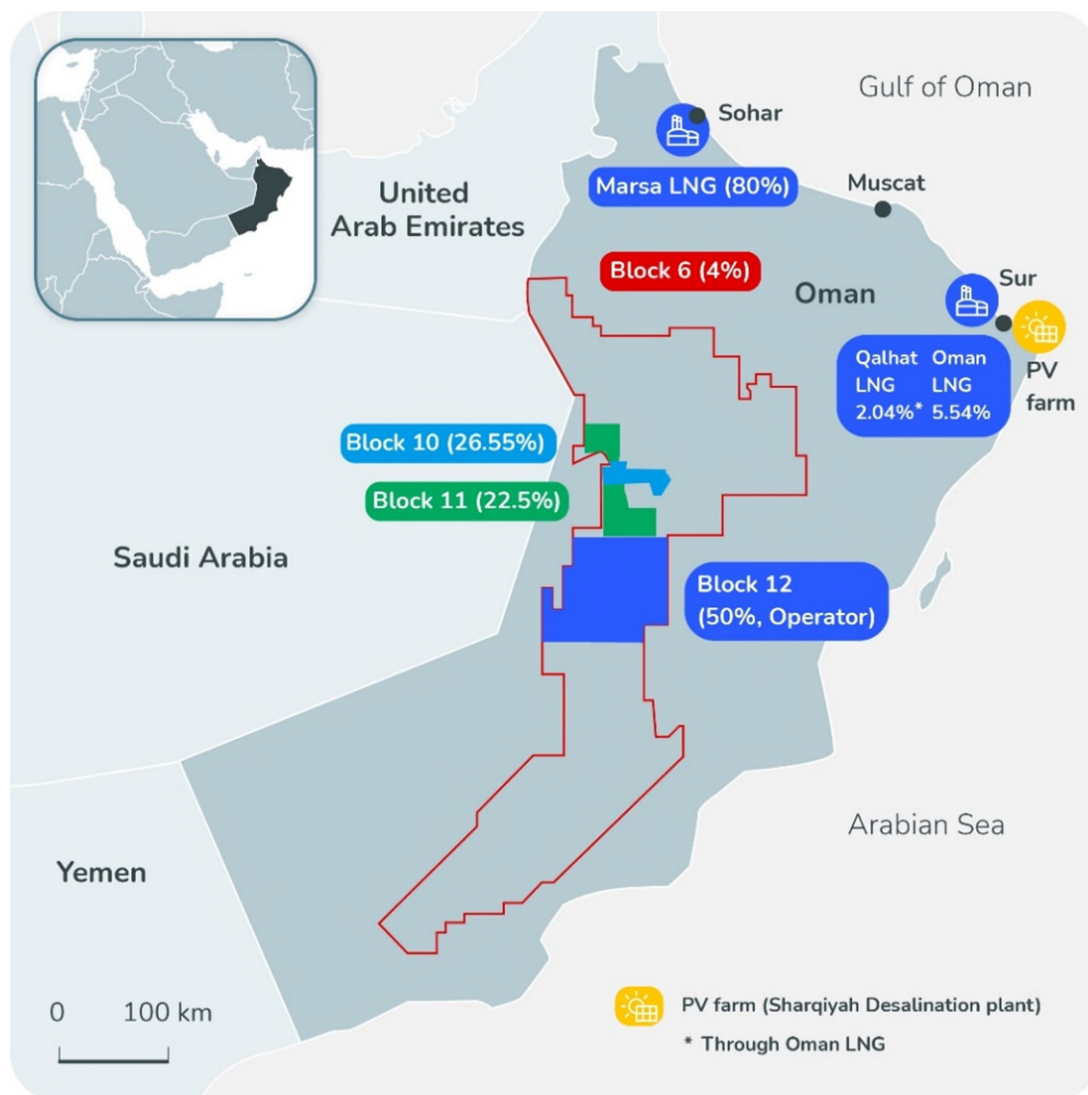 Gulf of Oman
Sohar
Marsa LNG (80%)
Muscat
United
Arab Emirates
Block 6 (4%)
Oman
Sur
Qalhat Oman
LNG LNG
2.04%* 5.54%
PV
farm
Block 10 (26.55%)
Block 11 (22.5%)
Saudi Arabia
Block 12
(50%, Operator)
Arabian Sea
Yemen
0 100 km
PV farm (Sharqiyah Desalination plant)
* Through Oman LNG